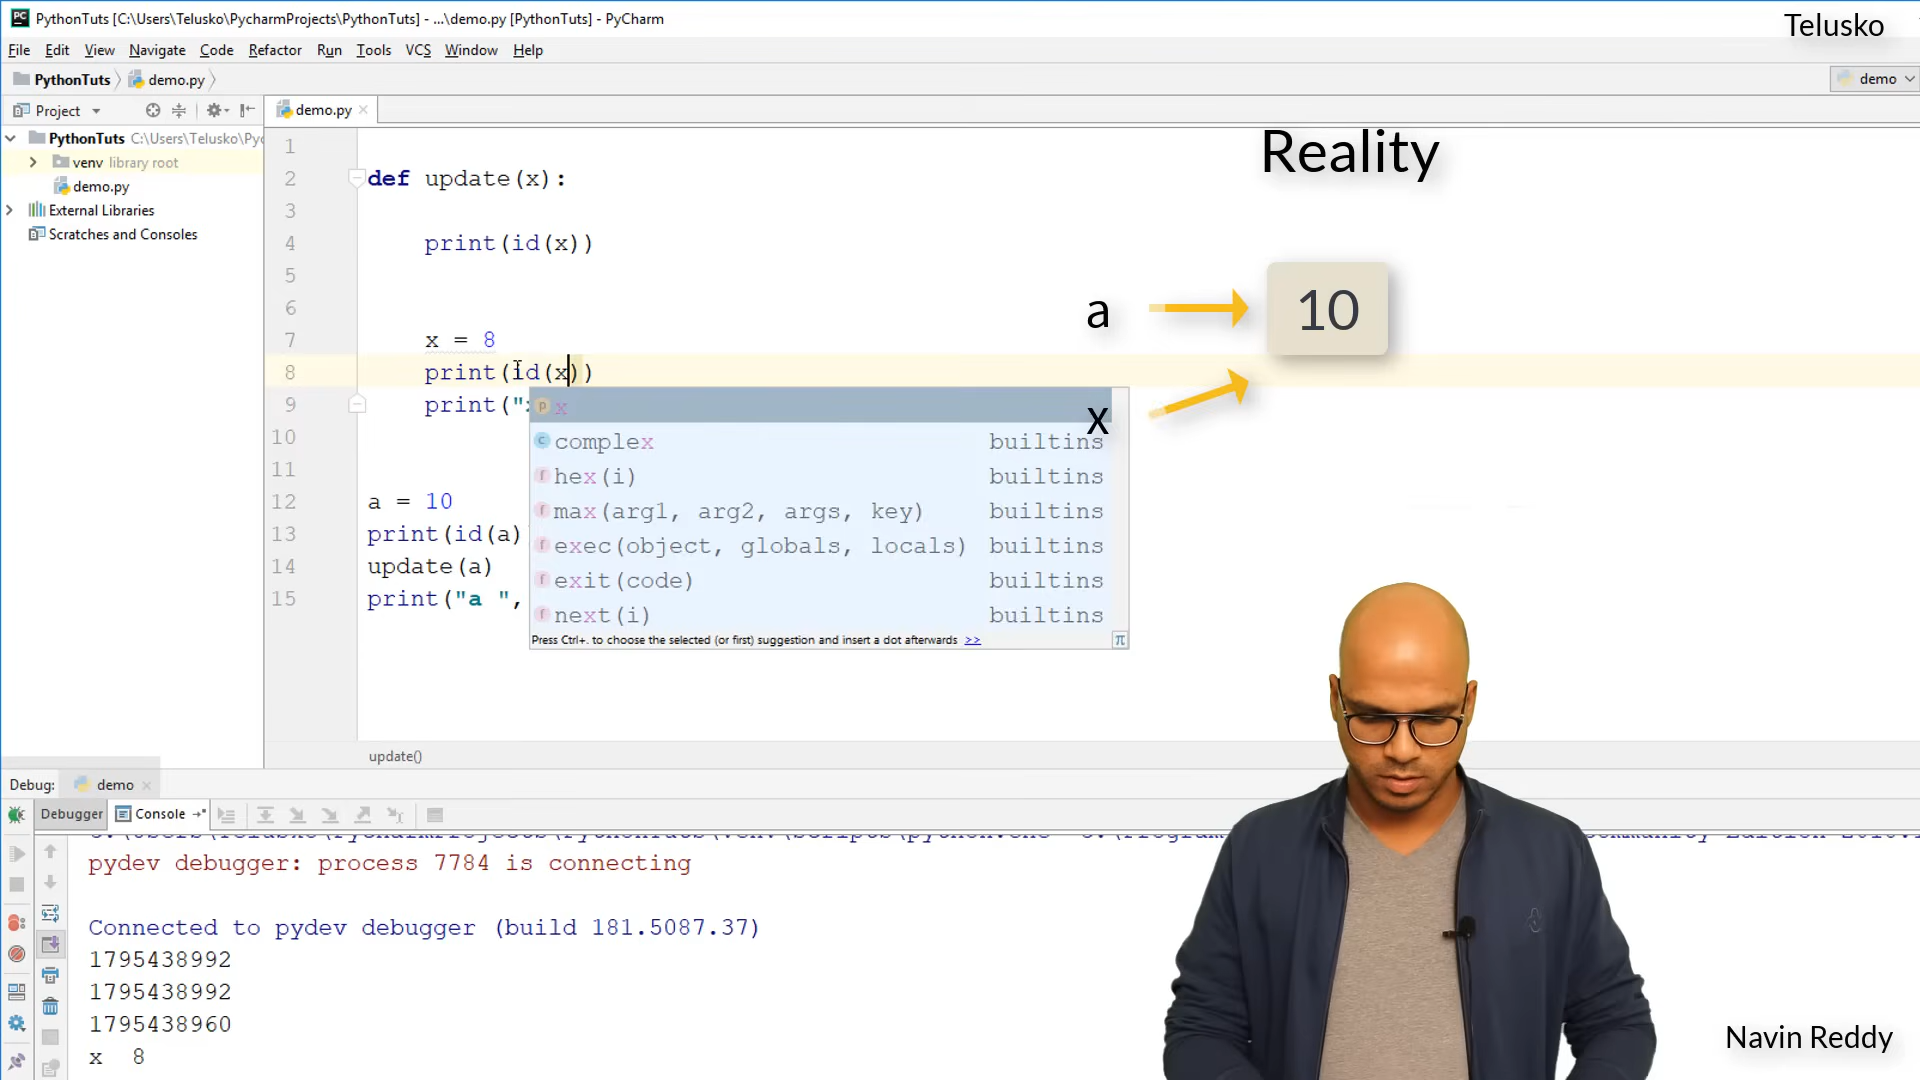 PythonTuts [C:\Users\Telusko\PycharmProjects\PythonTuts] - ...\demo.py [PythonTuts] - PyCharm
Telusko
File Edit View Navigate Code Refactor Run Tools VCS Window Help
PythonTuts demo.py
demo
Project
demo.py
PythonTuts C:\Users\Telusko\Pyc
venv library root
demo.py
External Libraries
Scratches and Consoles
Reality
a
10
x
1
2 def update(x):
3
4 print(id(x))
5
6
7 x = 8
8 print(id(x))
9 print("
10
11
12 a = 10
13 print(id(a)
14 update(a)
15 print("a ",
p x
c complex builtins
f hex(i) builtins
f max(arg1, arg2, args, key) builtins
f exec(object, globals, locals) builtins
f exit(code) builtins
f next(i) builtins
Press Ctrl+. to choose the selected (or first) suggestion and insert a dot afterwards >>
π
update()
Debug: demo
Debugger Console
pydev debugger: process 7784 is connecting
Connected to pydev debugger (build 181.5087.37)
1795438992
1795438992
1795438960
x 8
Navin Reddy